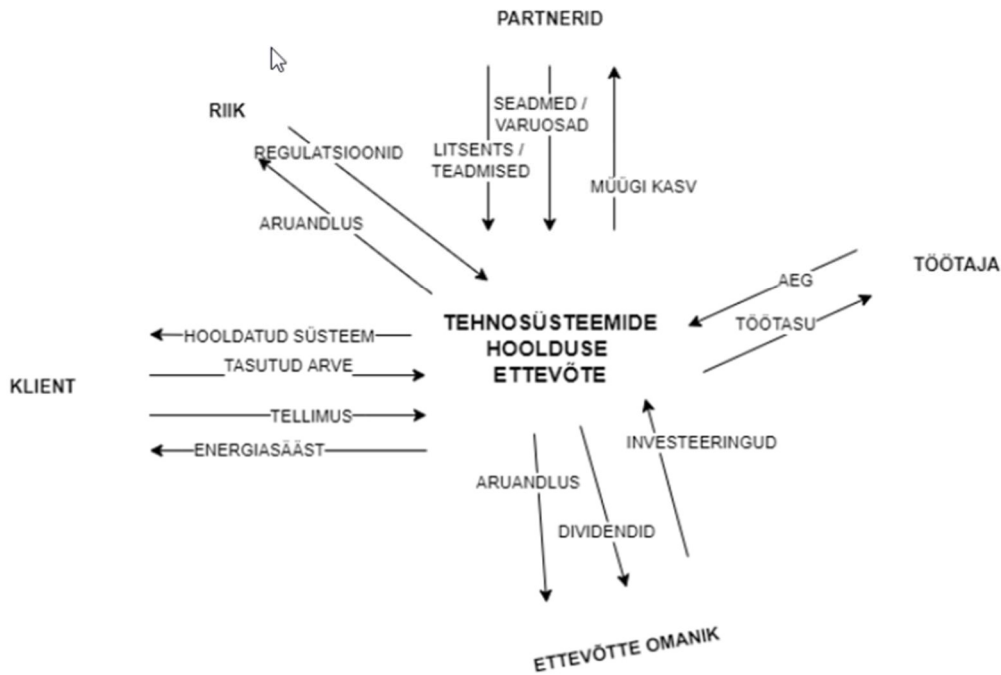 PARTNERID
RIIK
SEADMED /
VARUOSAD
REGULATSIOONID
LITSENTS /
TEADMISED
MÜÜGI KASV
ARUANDLUS
TÖÖTAJA
AEG
TÖÖTASU
TEHNOSÜSTEEMIDE
HOOLDUSE
ETTEVÕTE
HOOLDATUD SÜSTEEM
TASUTUD ARVE
KLIENT
TELLIMUS
ENERGIASÄÄST
INVESTEERINGUD
ARUANDLUS
DIVIDENDID
ETTEVÕTTE OMANIK